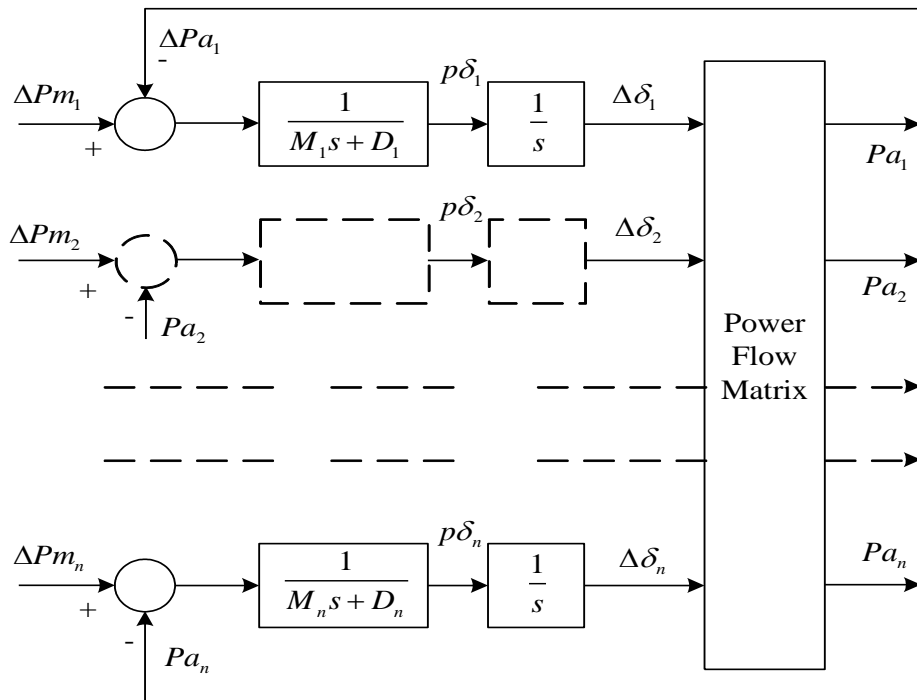 ΔPa₁
-
ΔPm₁
+
1
M₁s + D₁
pδ₁
1
s
Δδ₁
Pa₁
ΔPm₂
+
-
Pa₂
pδ₂
Δδ₂
Pa₂
Power
Flow
Matrix
ΔPmₙ
+
-
Paₙ
1
Mₙs + Dₙ
pδₙ
1
s
Δδₙ
Paₙ